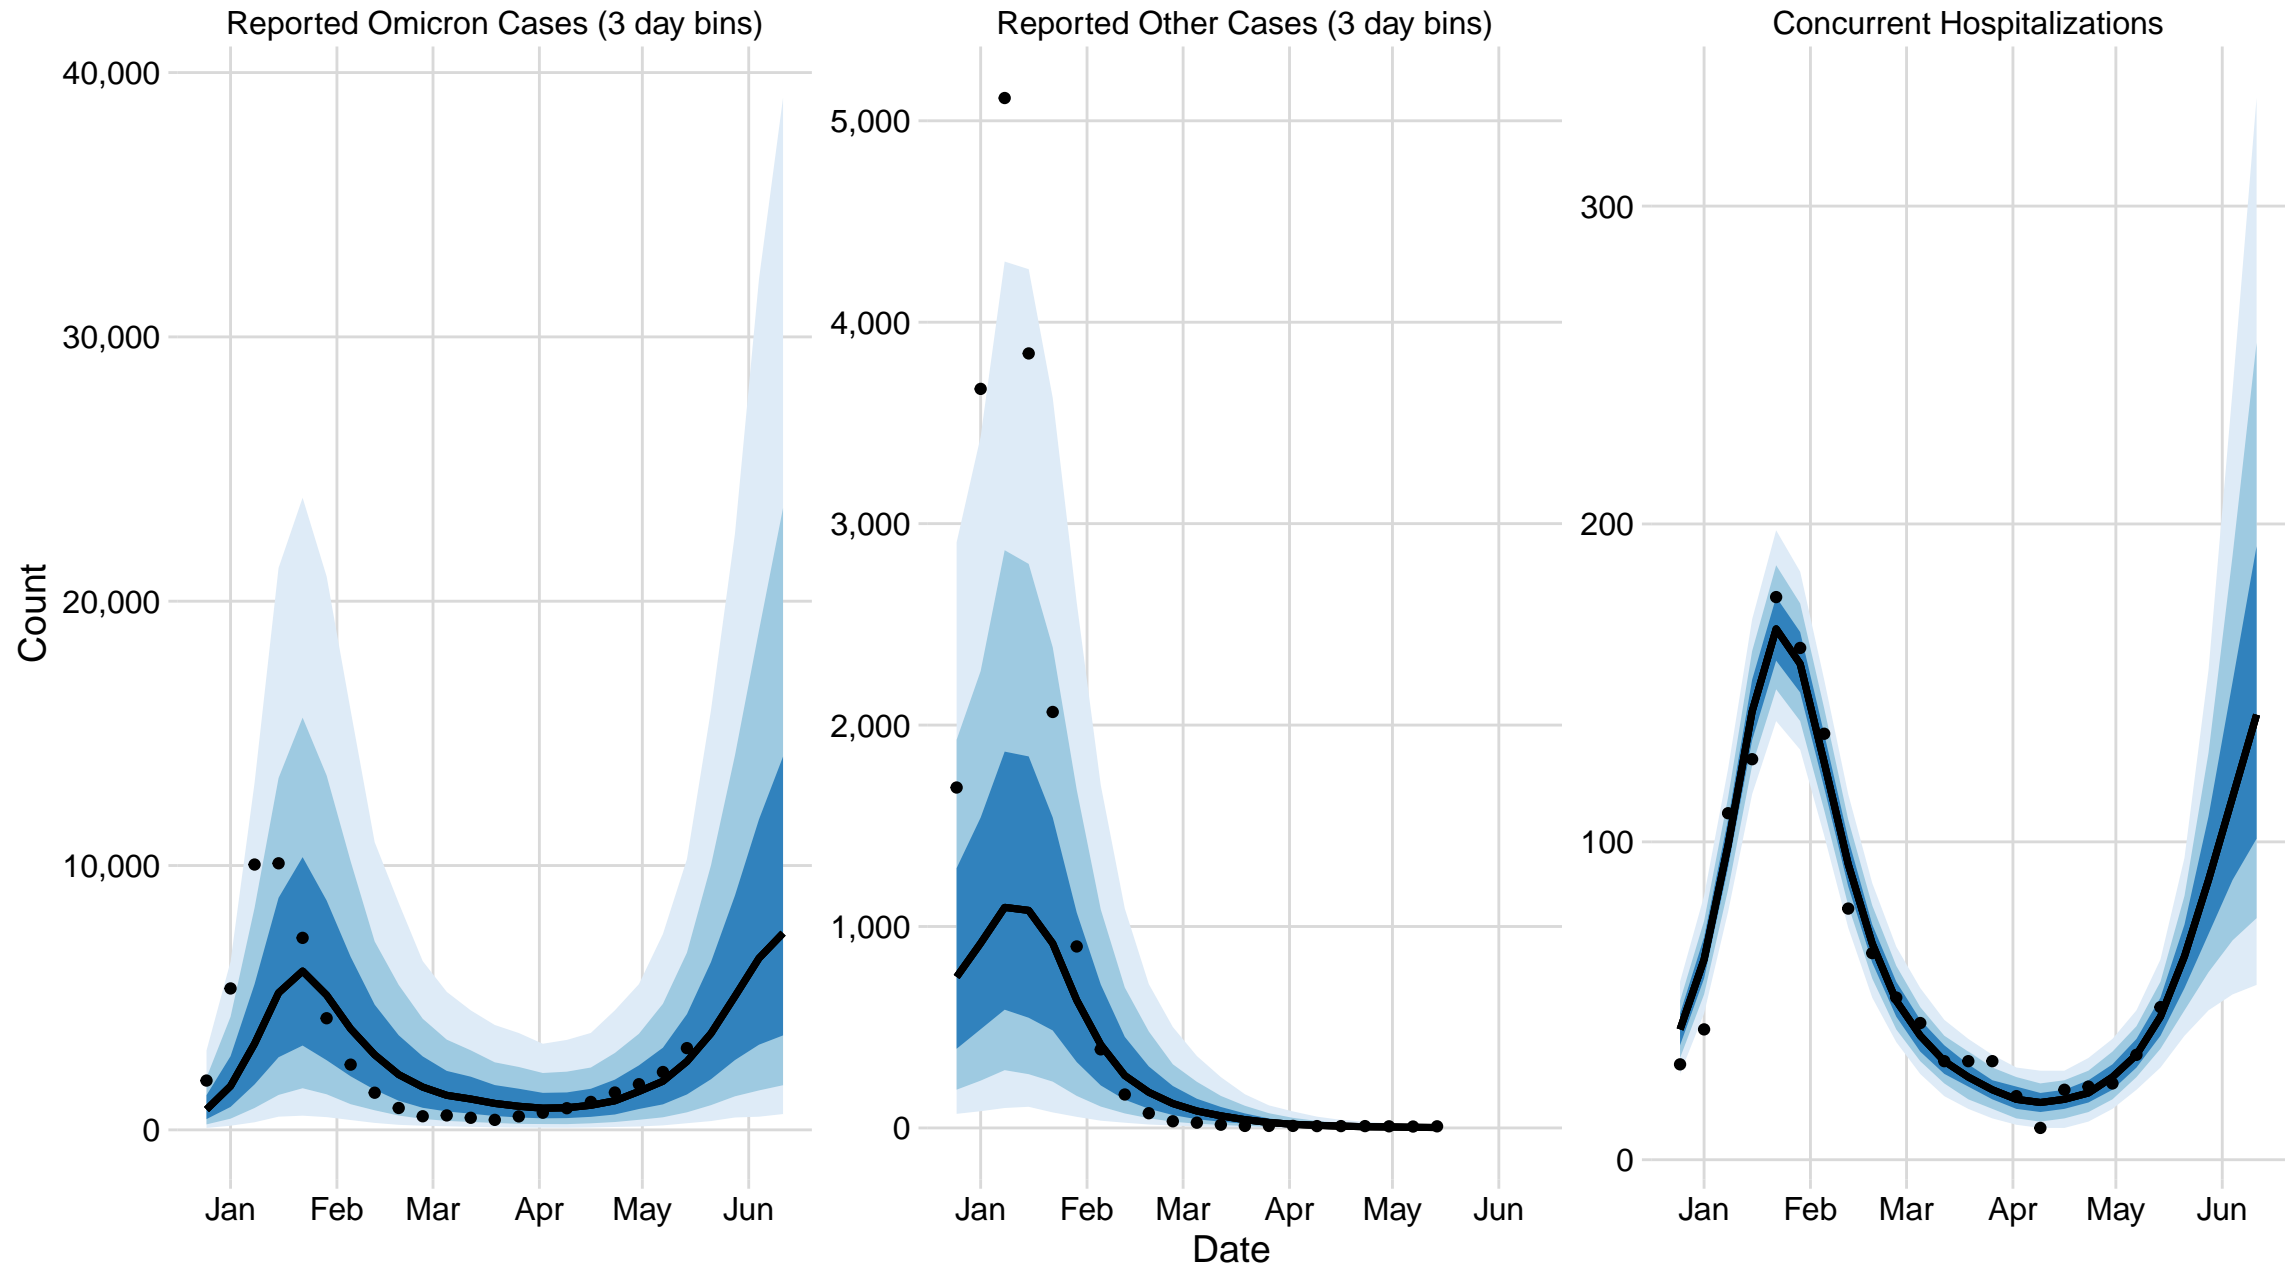 Reported Omicron Cases (3 day bins)
Reported Other Cases (3 day bins)
Concurrent Hospitalizations
Count
40,000
30,000
20,000
10,000
0
5,000
4,000
3,000
2,000
1,000
0
300
200
100
0
Jan Feb Mar Apr May Jun
Jan Feb Mar Apr May Jun
Jan Feb Mar Apr May Jun
Date